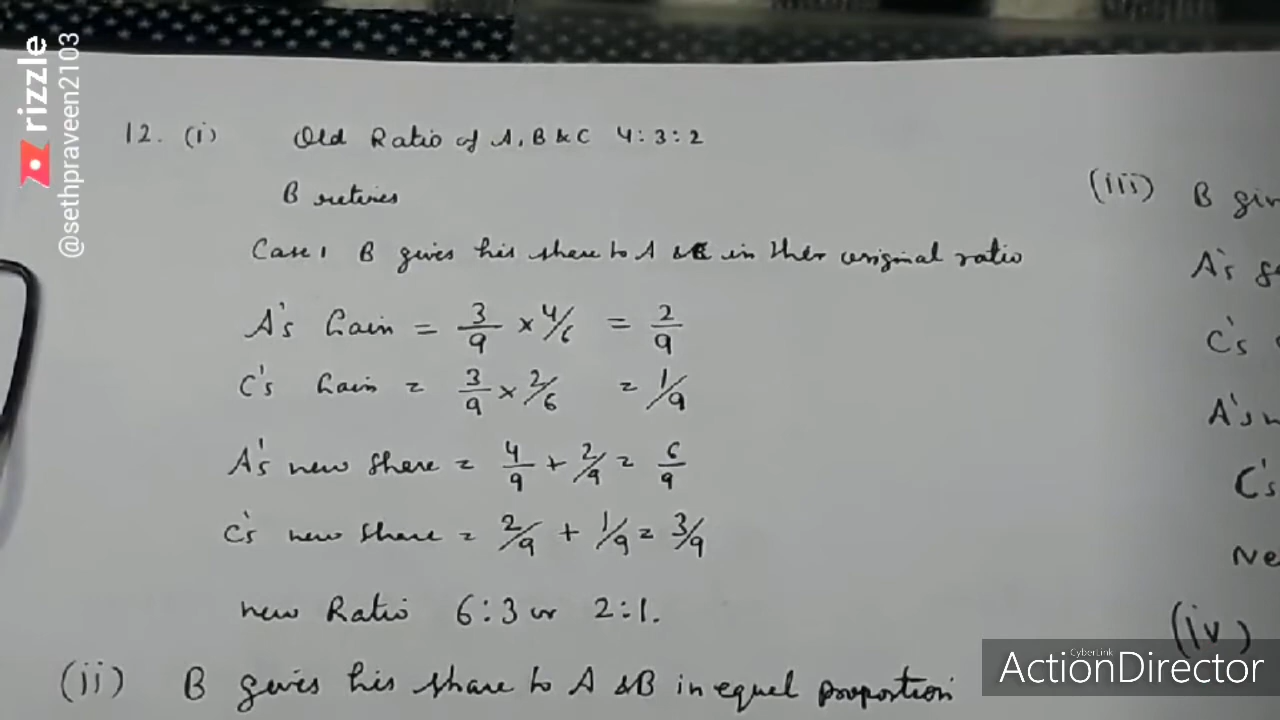 rizzle
@sethpraveen2103
12. (i) Old Ratio of A, B & C 4:3:2
B retires
Case 1 B gives his share to A & C in their original ratio
A's Gain = 3/9 × 4/6 = 2/9
C's Gain = 3/9 × 2/6 = 1/9
A's new share = 4/9 + 2/9 = 6/9
C's new share = 2/9 + 1/9 = 3/9
new Ratio 6:3 or 2:1.
(ii) B gives his share to A & B in equal proportion
(iii) B
A's
C's
A's
C's
(iv)
CyberLink
ActionDirector